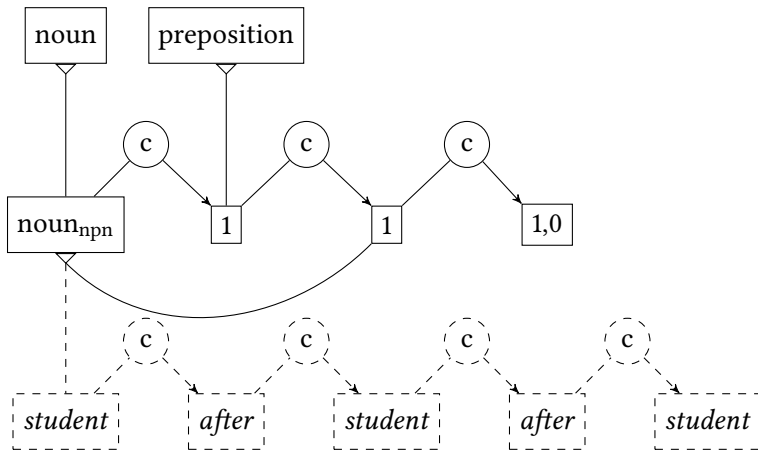 noun preposition
c c c
noun_npn 1 1 1,0
c c c c
student after student after student